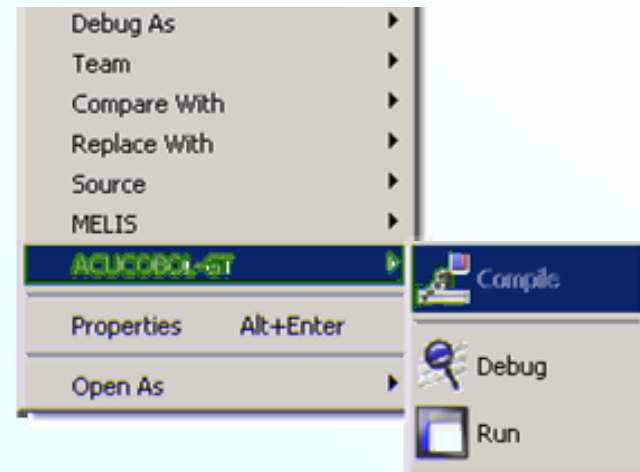 Debug As
Team
Compare With
Replace With
Source
MELIS
ACUCOBOL-GT
Compile
Properties Alt+Enter
Debug
Open As
Run